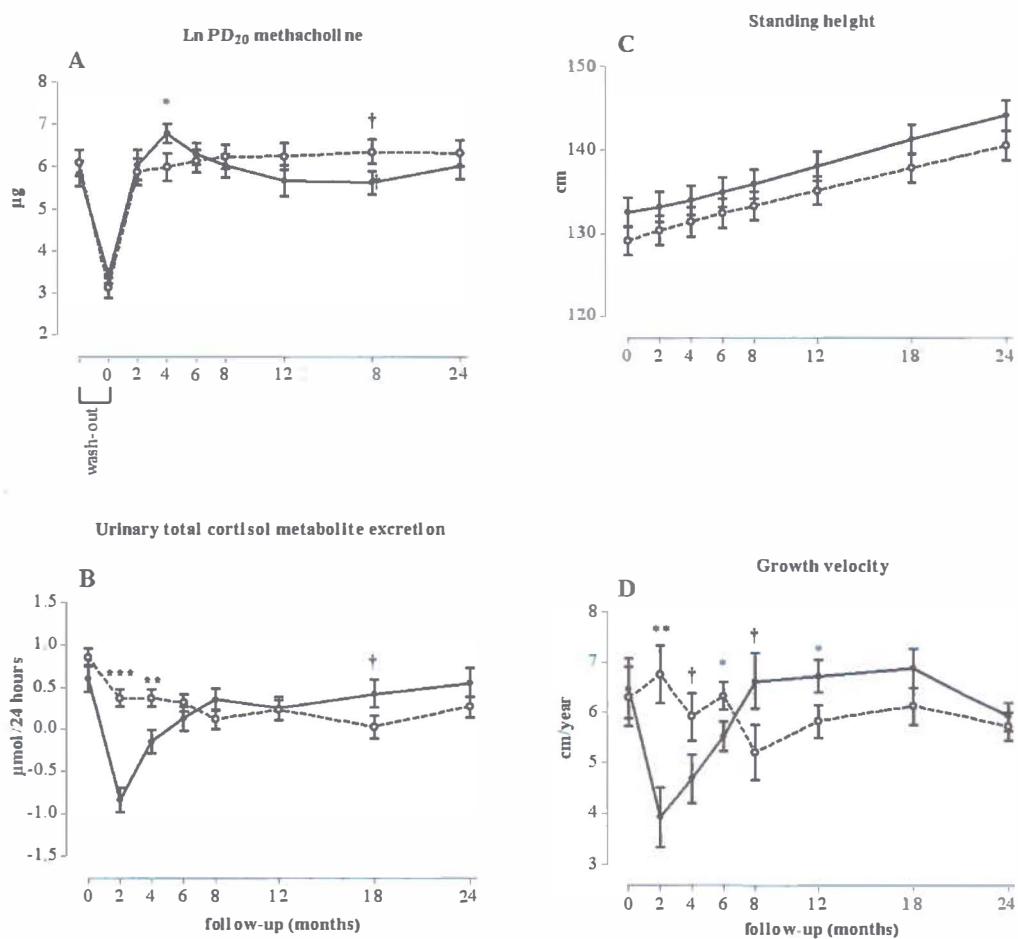 Ln PD20 methacholine
A
8
7
6
5
4
3
2
µg
*
†
0 2 4 6 8 12 8 24
wash-out
Standing height
C
150
140
130
120
cm
0 2 4 6 8 12 18 24
Urinary total cortisol metabolite excretion
B
1.5
1.0
0.5
0.0
-0.5
-1.0
-1.5
µmol/24 hours
*** ** †
0 2 4 6 8 12 18 24
follow-up (months)
Growth velocity
D
8
7
6
5
4
3
cm/year
** † * † *
0 2 4 6 8 12 18 24
follow-up (months)